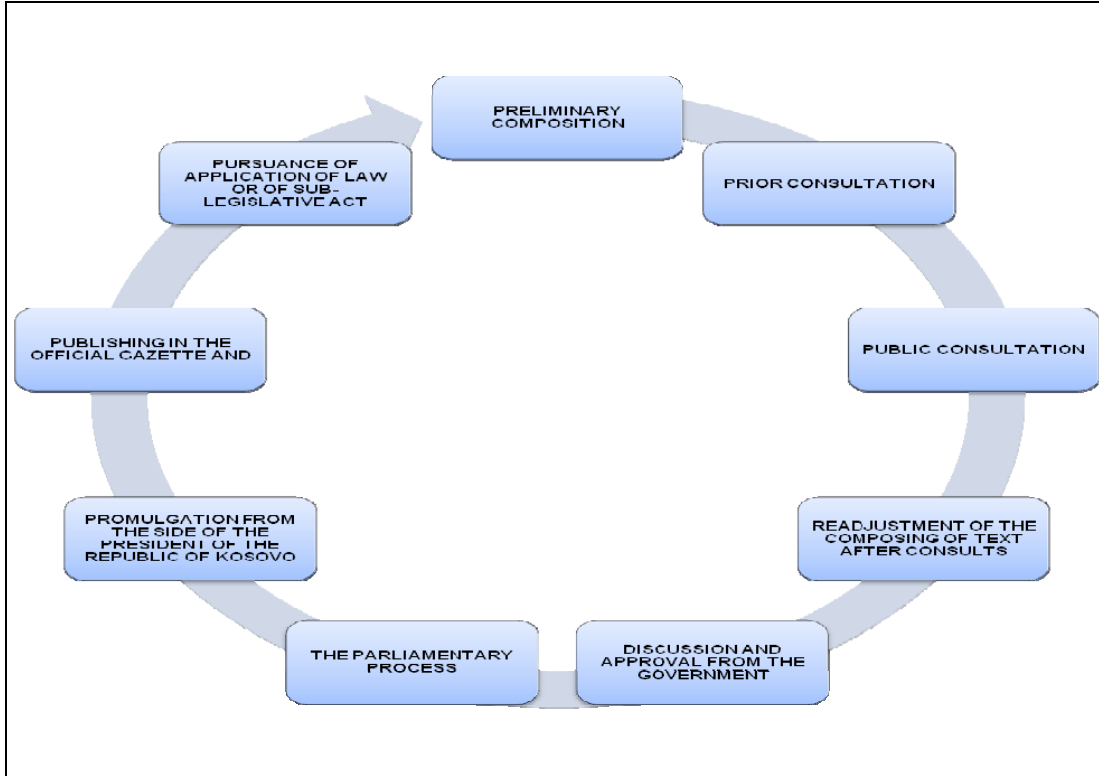 PRELIMINARY
COMPOSITION
PRIOR CONSULTATION
PUBLIC CONSULTATION
READJUSTMENT OF THE
COMPOSING OF TEXT
AFTER CONSULTS
DISCUSSION AND
APPROVAL FROM THE
GOVERNMENT
THE PARLIAMENTARY
PROCESS
PROMULGATION FROM
THE SIDE OF THE
PRESIDENT OF THE
REPUBLIC OF KOSOVO
PUBLISHING IN THE
OFFICIAL GAZETTE AND
PURSUANCE OF
APPLICATION OF LAW
OR OF SUB-
LEGISLATIVE ACT